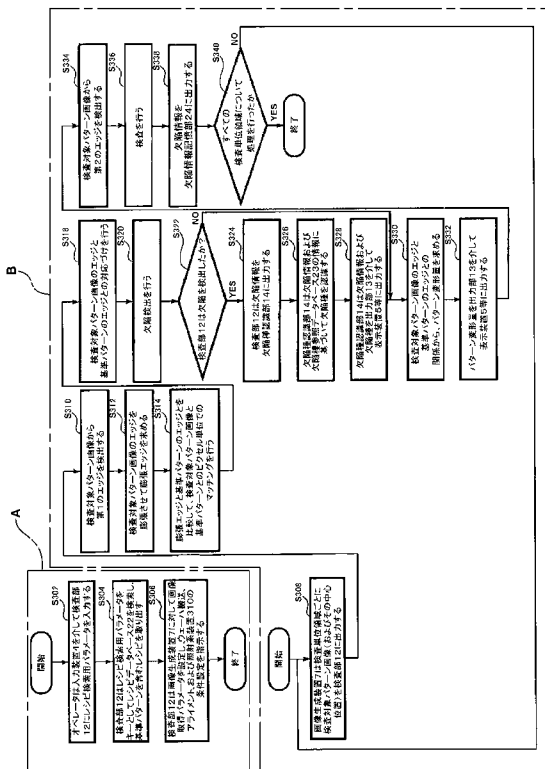 A
開始
S302
オペレータは入力装置4を介して検査部
12にレシピ検索用パラメータを入力する
S304
検査部12はレシピ検索用パラメータを
キーとしてレシピデータベース22を検索し、
基準パターンを含むレシピを取り出す
S306
検査部12は画像生成装置7に対して画像
取得パラメータを設定し、ウェーハ搬送、
アライメント、および照射系装置310の
条件設定を指示する
終了
B
開始
S308
画像生成装置7は検査単位領域ごとに
検査対象パターン画像(およびその中心
位置)を検査部12に出力する
S310
検査対象パターン画像から
第1のエッジを検出する
S312
検査対象パターン画像のエッジを
膨張させて膨張エッジを求める
S314
膨張エッジと基準パターンのエッジとを
比較して、検査対象パターン画像と
基準パターンとのピクセル単位での
マッチングを行う
S318
検査対象パターン画像のエッジと
基準パターンのエッジとの対応づけを行う
S320
欠陥検出を行う
S322
検査部12は欠陥を検出したか?
NO
YES
S324
検査部12は欠陥情報を
欠陥種認識部14に出力する
S326
欠陥種認識部14は欠陥情報および
欠陥種参照データベース23の情報に
基づいて欠陥種を認識する
S328
欠陥種認識部14は欠陥情報および
欠陥種を出力部13を介して
表示装置5等に出力する
S330
検査対象パターン画像のエッジと
基準パターンのエッジとの
関係から、パターン変形量を求める
S332
パターン変形量を出力部13を介して
表示装置5等に出力する
S334
検査対象パターン画像から
第2のエッジを検出する
S336
検査を行う
S338
欠陥情報を
欠陥情報記憶部24に出力する
S340
すべての
検査単位領域について
処理を行ったか
NO
YES
終了